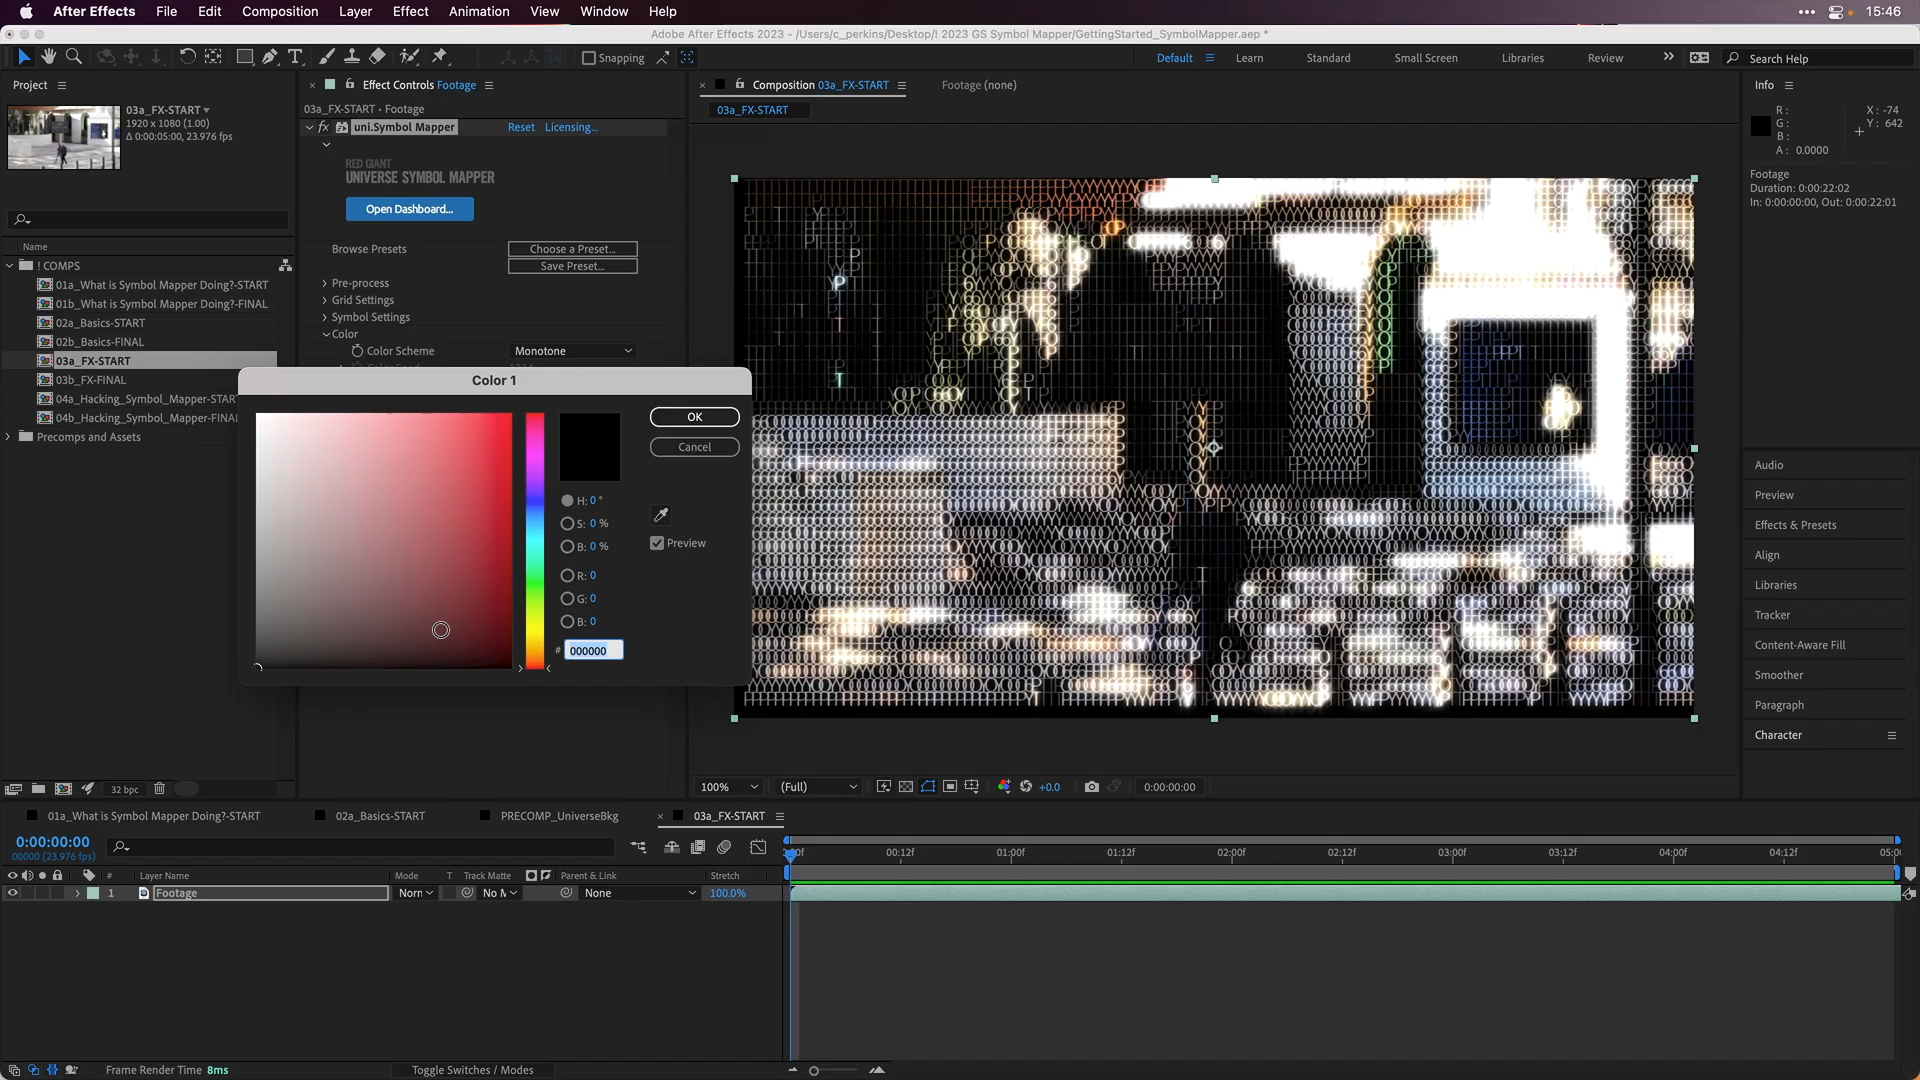 After Effects File Edit Composition Layer Effect Animation View Window Help 15:46
Adobe After Effects 2023 - /Users/c_perkins/Desktop/! 2023 GS Symbol Mapper/GettingStarted_SymbolMapper.aep *
Snapping Default Learn Standard Small Screen Libraries Review Search Help
Project
03a_FX-START
1920 x 1080 (1.00)
Δ 0:00:05:00, 23.976 fps
Name
! COMPS
01a_What is Symbol Mapper Doing?-START
01b_What is Symbol Mapper Doing?-FINAL
02a_Basics-START
02b_Basics-FINAL
03a_FX-START
03b_FX-FINAL
04a_Hacking_Symbol_Mapper-START
04b_Hacking_Symbol_Mapper-FINAL
Precomps and Assets
32 bpc
Effect Controls Footage
03a_FX-START • Footage
fx uni.Symbol Mapper Reset Licensing...
RED GIANT
UNIVERSE SYMBOL MAPPER
Open Dashboard...
Browse Presets Choose a Preset...
Save Preset...
Pre-process
Grid Settings
Symbol Settings
Color
Color Scheme Monotone
Color 1
OK
Cancel
H: 0 °
S: 0 %
B: 0 %
Preview
R: 0
G: 0
B: 0
# 000000
Composition 03a_FX-START Footage (none)
03a_FX-START
100% (Full) +0.0 0:00:00:00
Info
R:
G:
B:
A: 0.0000
X: -74
Y: 642
Footage
Duration: 0:00:22:02
In: 0:00:00:00, Out: 0:00:22:01
Audio
Preview
Effects & Presets
Align
Libraries
Tracker
Content-Aware Fill
Smoother
Paragraph
Character
01a_What is Symbol Mapper Doing?-START 02a_Basics-START PRECOMP_UniverseBkg 03a_FX-START
0:00:00:00
00000 (23.976 fps)
00:12f 01:00f 01:12f 02:00f 02:12f 03:00f 03:12f 04:00f 04:12f
# Layer Name Mode T Track Matte Parent & Link Stretch
1 Footage Norn No M None 100.0%
Frame Render Time 8ms Toggle Switches / Modes